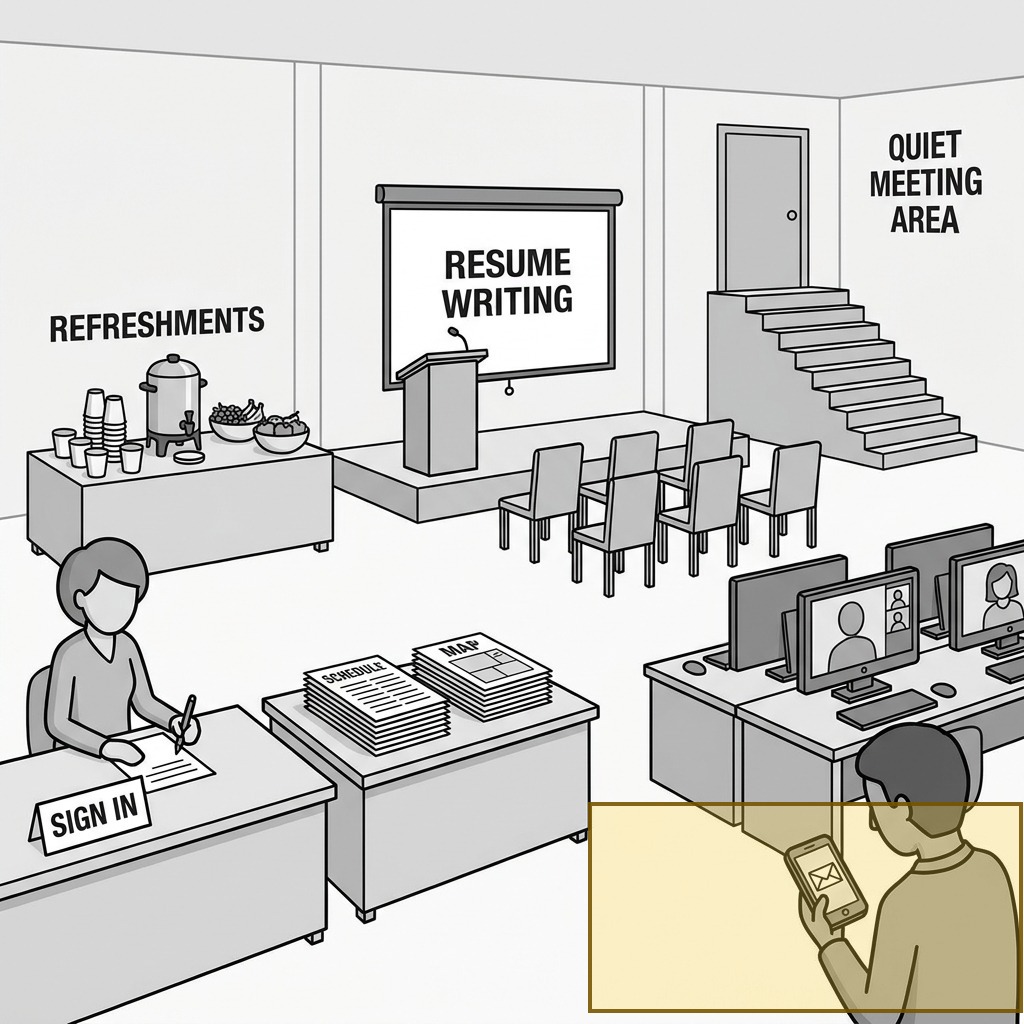 QUIET
MEETING
AREA
RESUME
WRITING
REFRESHMENTS
SCHEDULE
MAP
SIGN IN